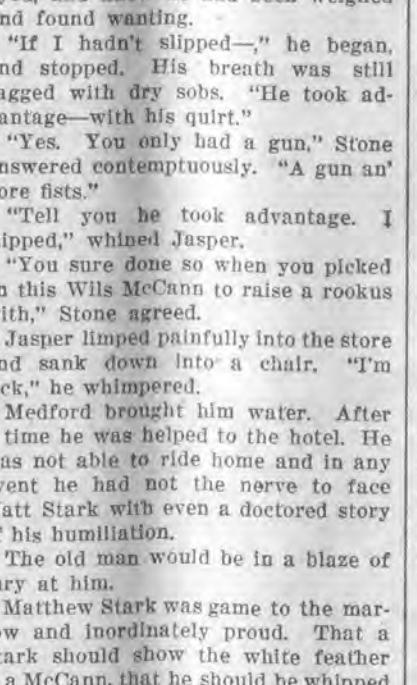 nd found wanting.
"If I hadn't slipped—," he began,
nd stopped. His breath was still
agged with dry sobs. "He took ad-
antage—with his quirt."
"Yes. You only had a gun," Stone
nswered contemptuously. "A gun an'
ore fists."
"Tell you he took advantage. I
lipped," whined Jasper.
"You sure done so when you picked
n this Wils McCann to raise a rookus
ith," Stone agreed.
Jasper limped painfully into the store
nd sank down into a chair. "I'm
ck," he whimpered.
Medford brought him water. After
time he was helped to the hotel. He
as not able to ride home and in any
vent he had not the nerve to face
att Stark with even a doctored story
f his humiliation.
The old man would be in a blaze of
ury at him.
Matthew Stark was game to the mar-
ow and inordinately proud. That a
tark should show the white feather
a McCann, that he should be whipped